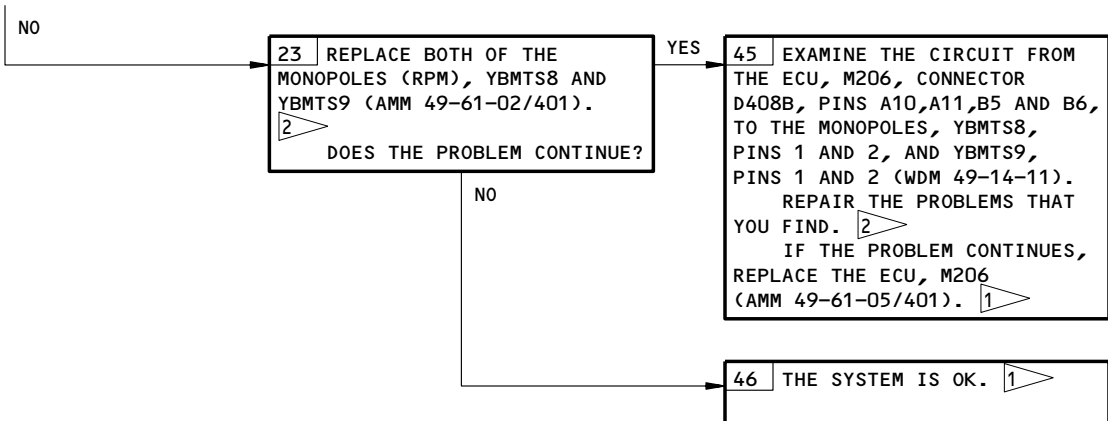 NO
23 REPLACE BOTH OF THE
MONOPOLES (RPM), YBMTS8 AND
YBMTS9 (AMM 49-61-02/401).
2
DOES THE PROBLEM CONTINUE?
YES
NO
45 EXAMINE THE CIRCUIT FROM
THE ECU, M206, CONNECTOR
D408B, PINS A10,A11,B5 AND B6,
TO THE MONOPOLES, YBMTS8,
PINS 1 AND 2, AND YBMTS9,
PINS 1 AND 2 (WDM 49-14-11).
REPAIR THE PROBLEMS THAT
YOU FIND. 2
IF THE PROBLEM CONTINUES,
REPLACE THE ECU, M206
(AMM 49-61-05/401). 1
46 THE SYSTEM IS OK. 1